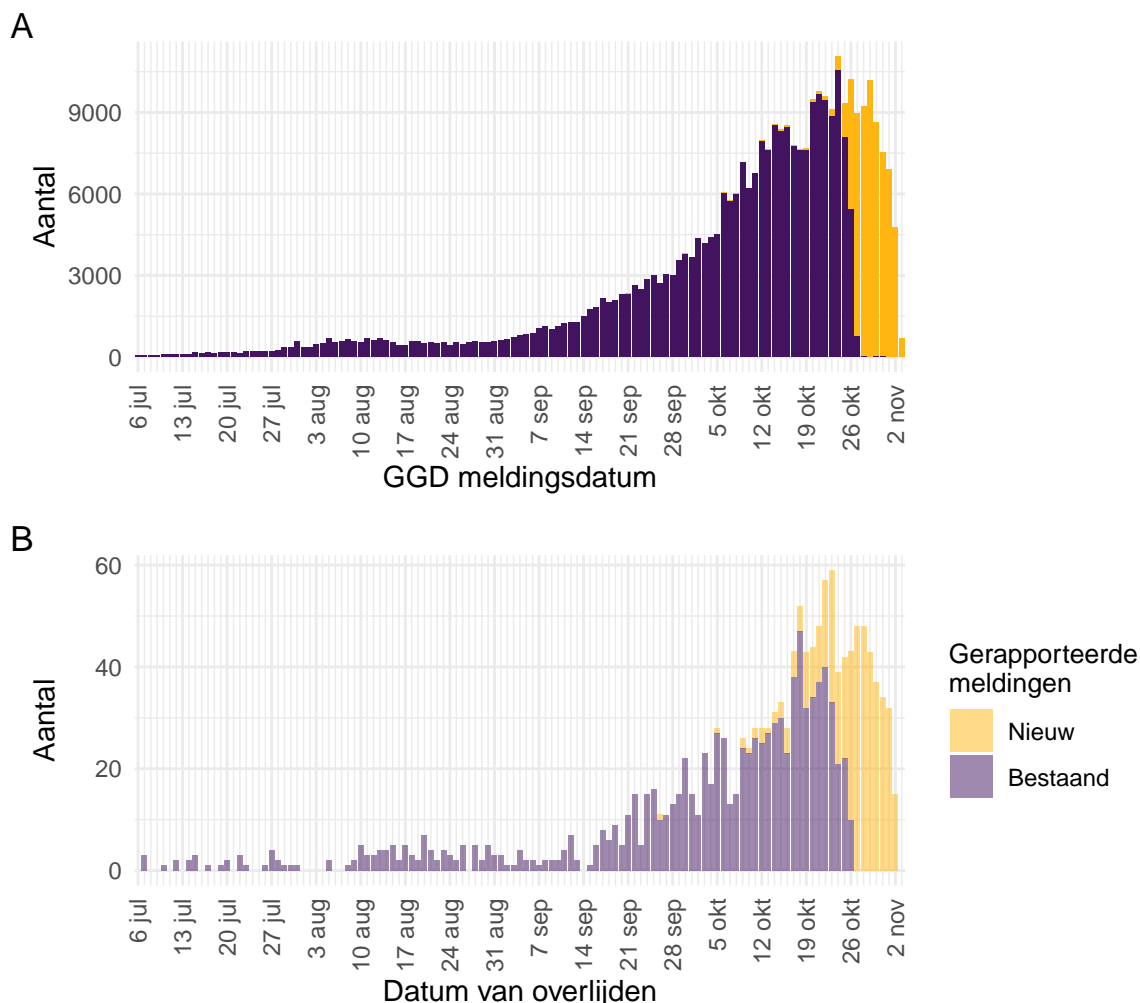 A
Aantal
9000
6000
3000
0
6 jul
13 jul
20 jul
27 jul
3 aug
10 aug
17 aug
24 aug
31 aug
7 sep
14 sep
21 sep
28 sep
5 okt
12 okt
19 okt
26 okt
2 nov
GGD meldingsdatum
B
Aantal
60
40
20
0
6 jul
13 jul
20 jul
27 jul
3 aug
10 aug
17 aug
24 aug
31 aug
7 sep
14 sep
21 sep
28 sep
5 okt
12 okt
19 okt
26 okt
2 nov
Datum van overlijden
Gerapporteerde
meldingen
Nieuw
Bestaand